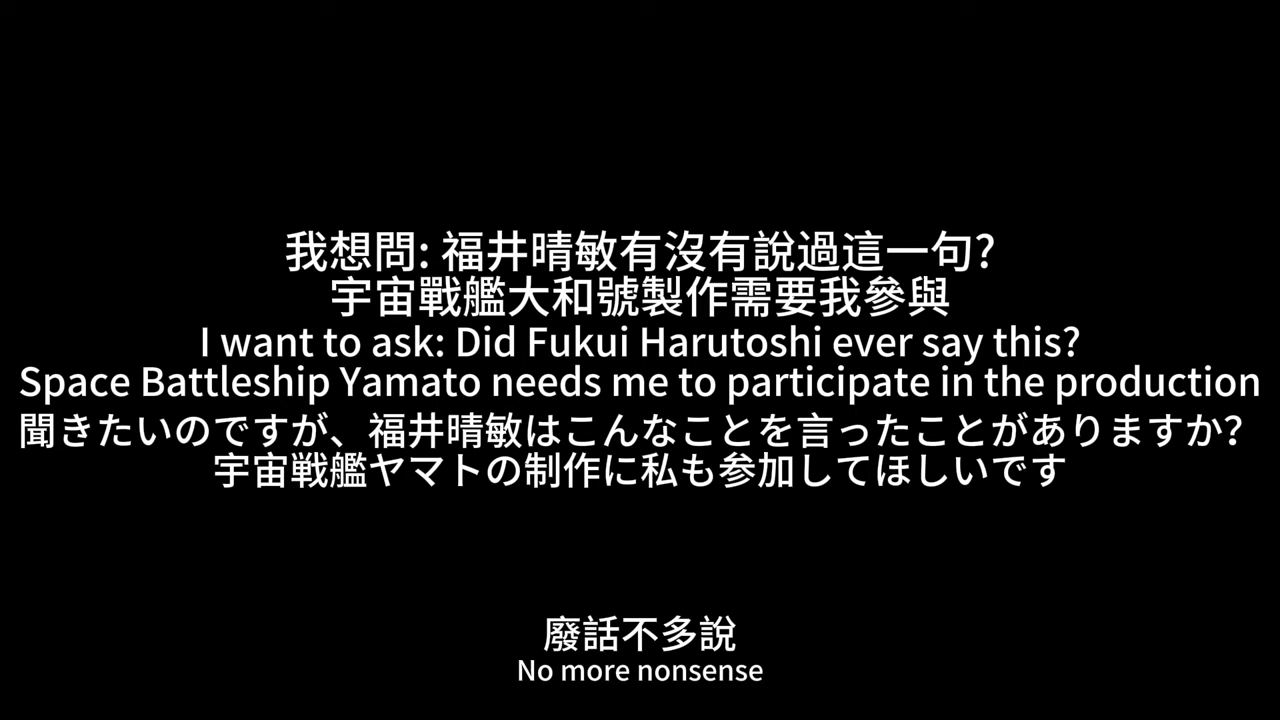 我想問: 福井晴敏有沒有說過這一句?
宇宙戰艦大和號製作需要我參與
I want to ask: Did Fukui Harutoshi ever say this?
Space Battleship Yamato needs me to participate in the production
聞きたいのですが、福井晴敏はこんなことを言ったことがありますか?
宇宙戦艦ヤマトの制作に私も参加してほしいです
廢話不多說
No more nonsense